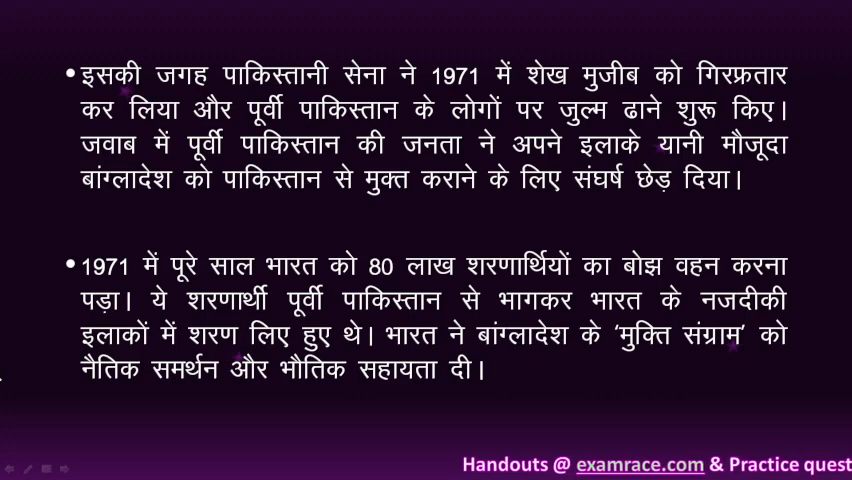 • इसकी जगह पाकिस्तानी सेना ने 1971 में शेख मुजीब को गिरफ़्तार
कर लिया और पूर्वी पाकिस्तान के लोगों पर जुल्म ढाने शुरू किए।
जवाब में पूर्वी पाकिस्तान की जनता ने अपने इलाके यानी मौजूदा
बांग्लादेश को पाकिस्तान से मुक्त कराने के लिए संघर्ष छेड़ दिया।
• 1971 में पूरे साल भारत को 80 लाख शरणार्थियों का बोझ वहन करना
पड़ा। ये शरणार्थी पूर्वी पाकिस्तान से भागकर भारत के नजदीकी
इलाकों में शरण लिए हुए थे। भारत ने बांग्लादेश के 'मुक्ति संग्राम' को
नैतिक समर्थन और भौतिक सहायता दी।
Handouts @ examrace.com & Practice quest